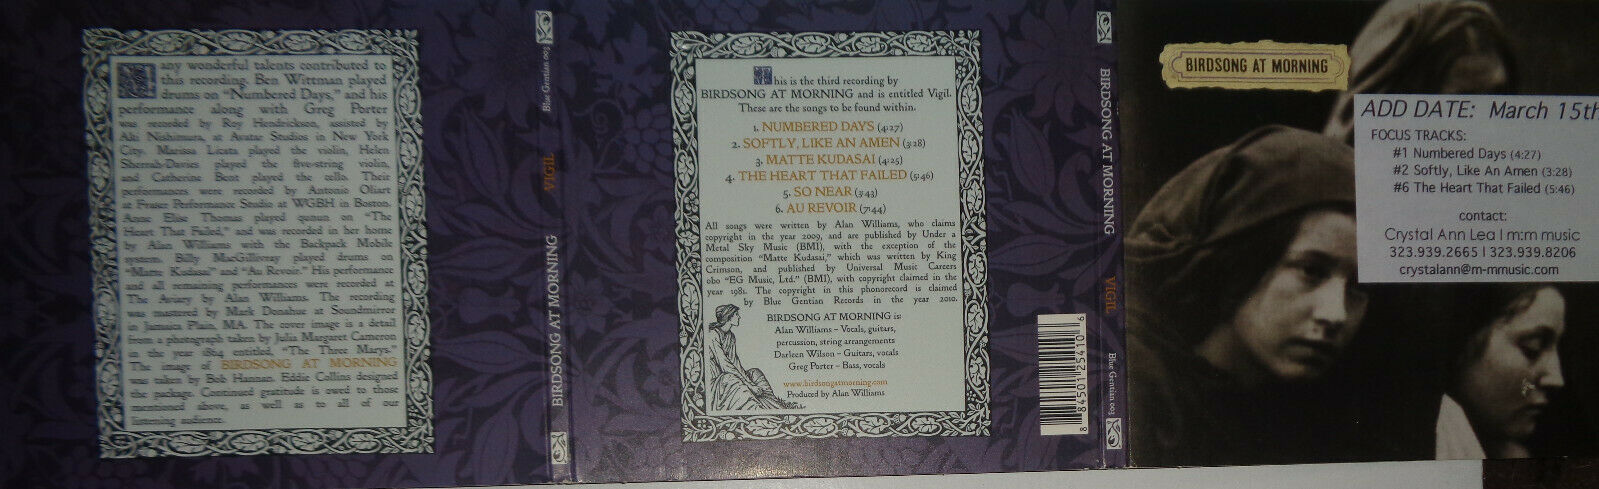 Many wonderful talents contributed to
this recording. Ben Wittman played
drums on "Numbered Days," and his
performance along with Greg Porter
was recorded by Roy Hendrickson, assisted by
Aki Nishimura, at Avatar Studios in New York
City. Marissa Licata played the violin, Helen
Sherrah-Davies played the five-string violin,
and Catherine Bent played the cello. Their
performances were recorded by Antonio Oliart
at Fraser Performance Studio at WGBH in Boston.
Anne Elise Thomas played qanun on "The
Heart That Failed," and was recorded in her home
by Alan Williams with the Backpack Mobile
system. Billy MacGillivray played drums on
"Matte Kudasai" and "Au Revoir." His performance
and all remaining performances were recorded at
The Aviary by Alan Williams. The recording
was mastered by Mark Donahue at Soundmirror
in Jamaica Plain, MA. The cover image is a detail
from a photograph taken by Julia Margaret Cameron
in the year 1864 entitled "The Three Marys."
The image of BIRDSONG AT MORNING
was taken by Bob Hannan. Eddie Collins designed
the package. Continued gratitude is owed to those
mentioned above, as well as to all of our
listening audience.
Blue Gentian 003
VIGIL
BIRDSONG AT MORNING
This is the third recording by
BIRDSONG AT MORNING and is entitled Vigil.
These are the songs to be found within.
1. NUMBERED DAYS (4:27)
2. SOFTLY, LIKE AN AMEN (3:28)
3. MATTE KUDASAI (4:25)
4. THE HEART THAT FAILED (5:46)
5. SO NEAR (3:43)
6. AU REVOIR (7:44)
All songs were written by Alan Williams, who claims
copyright in the year 2009, and are published by Under a
Metal Sky Music (BMI), with the exception of the
composition "Matte Kudasai," which was written by King
Crimson, and published by Universal Music Careers
obo "EG Music, Ltd." (BMI), with copyright claimed in the
year 1981. The copyright in this phonorecord is claimed
by Blue Gentian Records in the year 2010.
BIRDSONG AT MORNING is:
Alan Williams – Vocals, guitars,
percussion, string arrangements
Darleen Wilson – Guitars, vocals
Greg Porter – Bass, vocals
www.birdsongatmorning.com
Produced by Alan Williams
8 84501 25410 6
BIRDSONG AT MORNING
VIGIL
Blue Gentian 003
BIRDSONG AT MORNING
ADD DATE: March 15th
FOCUS TRACKS:
#1 Numbered Days (4:27)
#2 Softly, Like An Amen (3:28)
#6 The Heart That Failed (5:46)
contact:
Crystal Ann Lea | m:m music
323.939.2665 | 323.939.8206
crystalann@m-mmusic.com